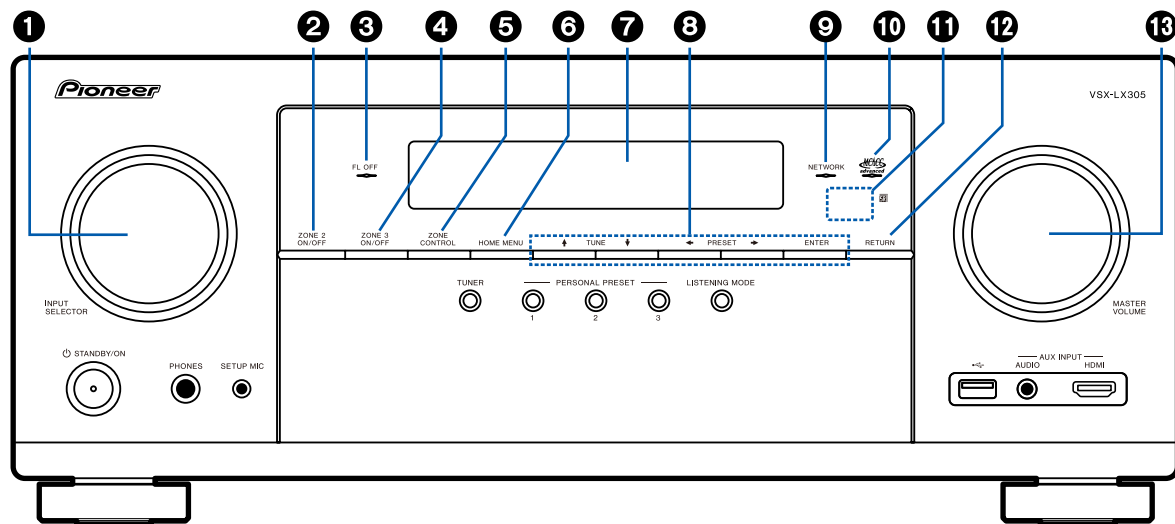 1 2 3 4 5 6 7 8 9 10 11 12 13
Pioneer
VSX-LX305
FL OFF
NETWORK
MCACC
advanced
ZONE 2
ON/OFF
ZONE 3
ON/OFF
ZONE
CONTROL
HOME MENU
TUNE
PRESET
ENTER
RETURN
TUNER
PERSONAL PRESET
LISTENING MODE
1 2 3
INPUT
SELECTOR
MASTER
VOLUME
STANDBY/ON
PHONES
SETUP MIC
AUX INPUT
AUDIO
HDMI